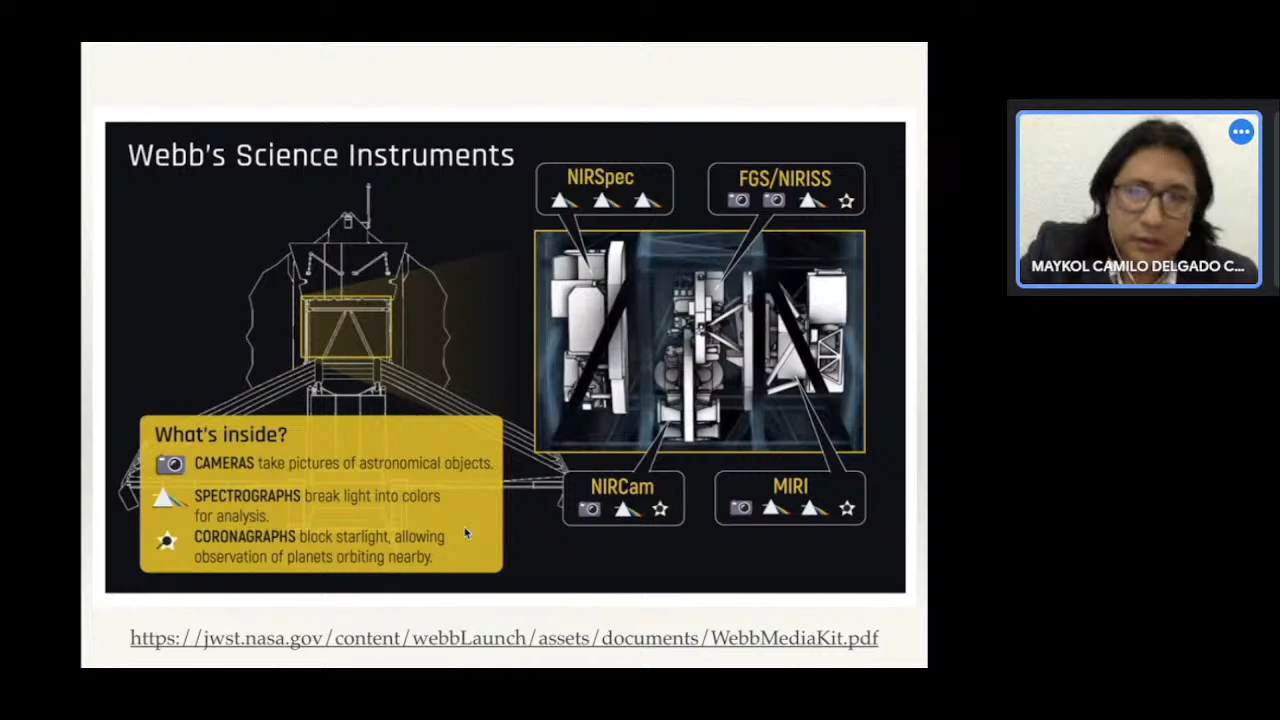 Webb's Science Instruments
NIRSpec
FGS/NIRISS
What's inside?
CAMERAS take pictures of astronomical objects.
SPECTROGRAPHS break light into colors
for analysis.
CORONAGRAPHS block starlight, allowing
observation of planets orbiting nearby.
NIRCam
MIRI
https://jwst.nasa.gov/content/webbLaunch/assets/documents/WebbMediaKit.pdf
MAYKOL CAMILO DELGADO C...